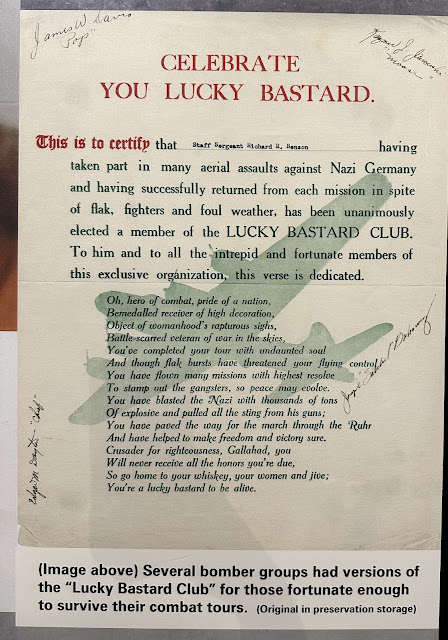 James W Davis
"Pop"
"Moose"
CELEBRATE
YOU LUCKY BASTARD.
This is to certify that Staff Sergeant Richard R. Benson having
taken part in many aerial assaults against Nazi Germany
and having successfully returned from each mission in spite
of flak, fighters and foul weather, has been unanimously
elected a member of the LUCKY BASTARD CLUB.
To him and to all the intrepid and fortunate members of
this exclusive organization, this verse is dedicated.
Oh, hero of combat, pride of a nation,
Bemedalled receiver of high decoration,
Object of womanhood's rapturous sighs,
Battle-scarred veteran of war in the skies,
You've completed your tour with undaunted soul
And though flak bursts have threatened your flying control,
You have flown many missions with highest resolve
To stamp out the gangsters, so peace may evolve.
You have blasted the Nazi with thousands of tons
Of explosive and pulled all the sting from his guns;
You have paved the way for the march through the Ruhr
And have helped to make freedom and victory sure.
Crusader for righteousness, Gallahad, you
Will never receive all the honors you're due,
So go home to your whiskey, your women and jive;
You're a lucky bastard to be alive.
"Chief"
(Image above) Several bomber groups had versions of
the “Lucky Bastard Club” for those fortunate enough
to survive their combat tours. (Original in preservation storage)